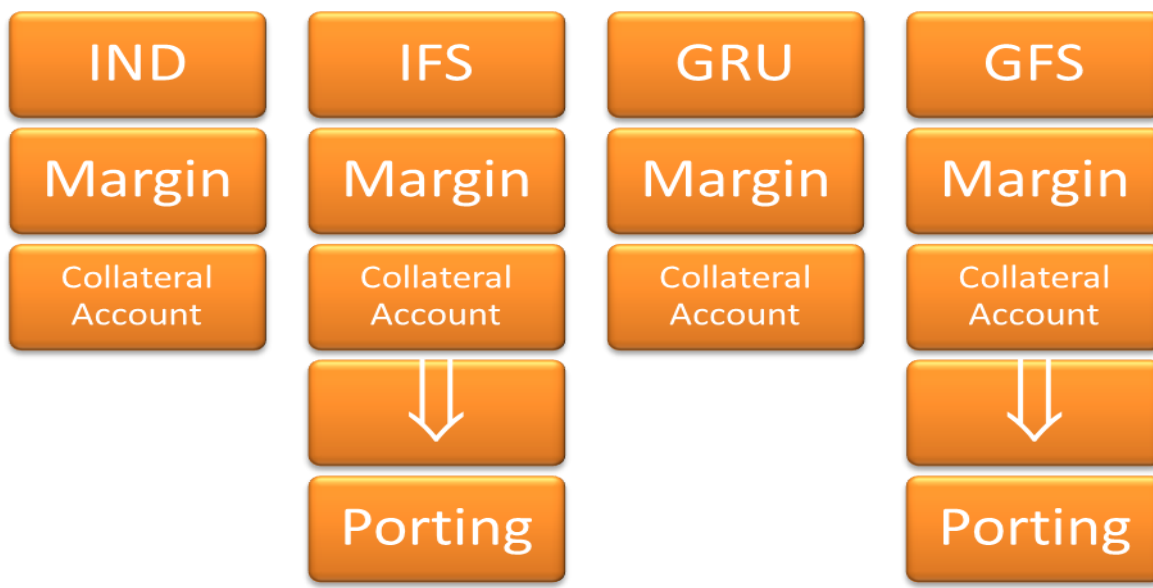 IND
IFS
GRU
GFS
Margin
Margin
Margin
Margin
Collateral
Account
Collateral
Account
Collateral
Account
Collateral
Account
Porting
Porting